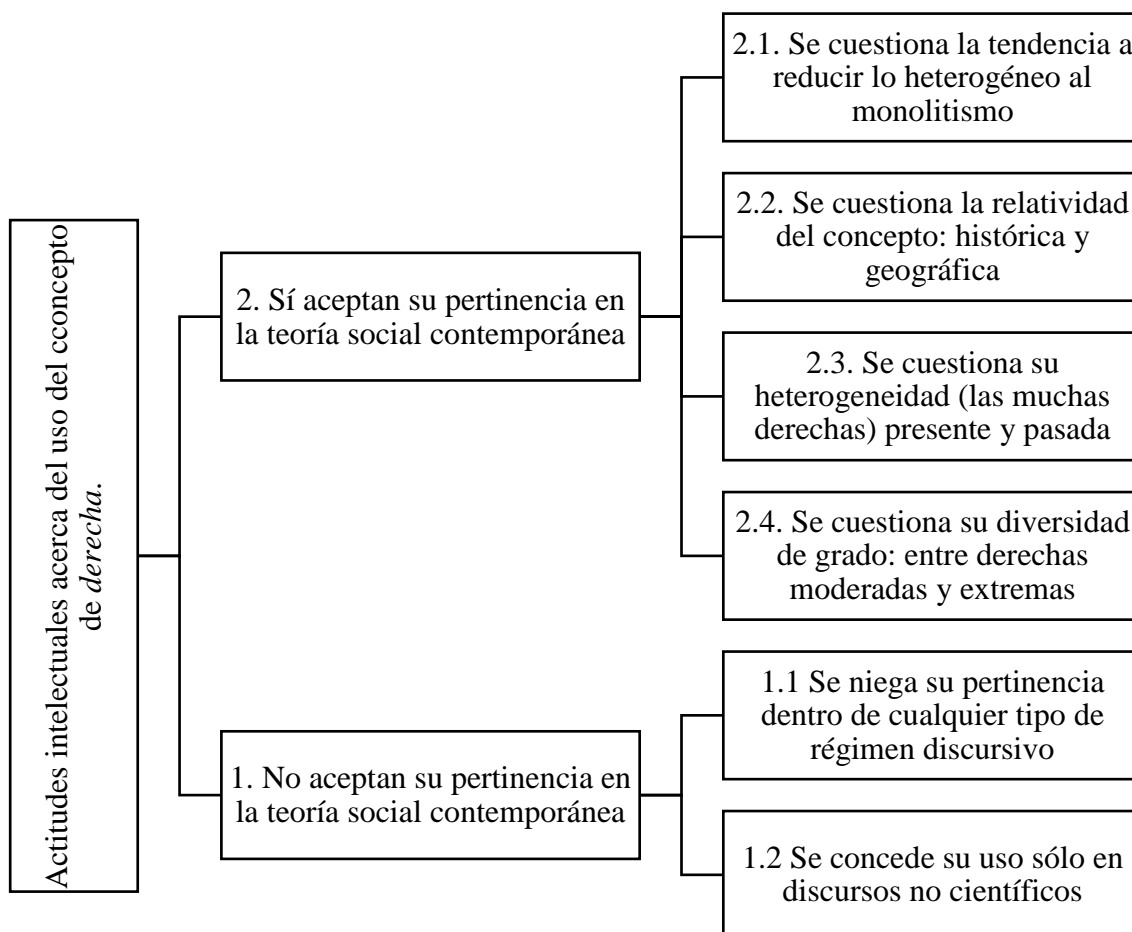 Actitudes intelectuales acerca del uso del cconcepto
de derecha.
2. Sí aceptan su pertinencia en
la teoría social contemporánea
2.1. Se cuestiona la tendencia a
reducir lo heterogéneo al
monolitismo
2.2. Se cuestiona la relatividad
del concepto: histórica y
geográfica
2.3. Se cuestiona su
heterogeneidad (las muchas
derechas) presente y pasada
2.4. Se cuestiona su diversidad
de grado: entre derechas
moderadas y extremas
1. No aceptan su pertinencia en
la teoría social contemporánea
1.1 Se niega su pertinencia
dentro de cualquier tipo de
régimen discursivo
1.2 Se concede su uso sólo en
discursos no científicos